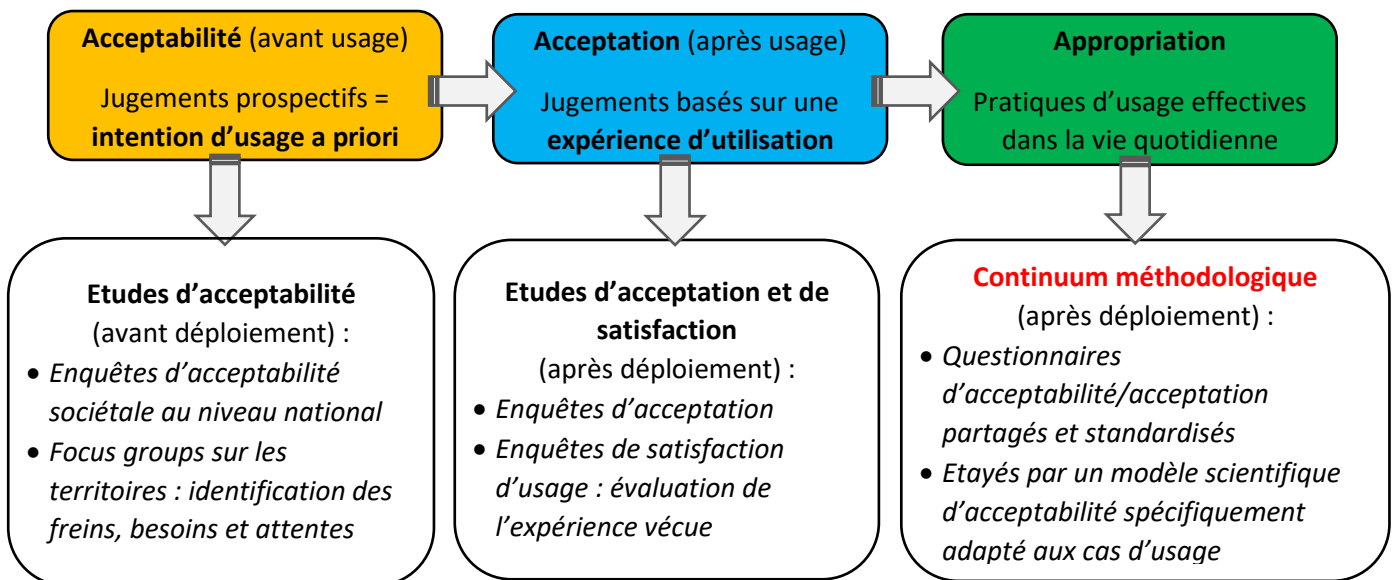 Acceptabilité (avant usage)
Jugements prospectifs =
intention d’usage a priori
Acceptation (après usage)
Jugements basés sur une
expérience d’utilisation
Appropriation
Pratiques d’usage effectives
dans la vie quotidienne
Etudes d’acceptabilité
(avant déploiement) :
• Enquêtes d’acceptabilité
sociétale au niveau national
• Focus groups sur les
territoires : identification des
freins, besoins et attentes
Etudes d’acceptation et de
satisfaction
(après déploiement) :
• Enquêtes d’acceptation
• Enquêtes de satisfaction
d’usage : évaluation de
l’expérience vécue
Continuum méthodologique
(après déploiement) :
• Questionnaires
d’acceptabilité/acceptation
partagés et standardisés
• Etayés par un modèle scientifique
d’acceptabilité spécifiquement
adapté aux cas d’usage